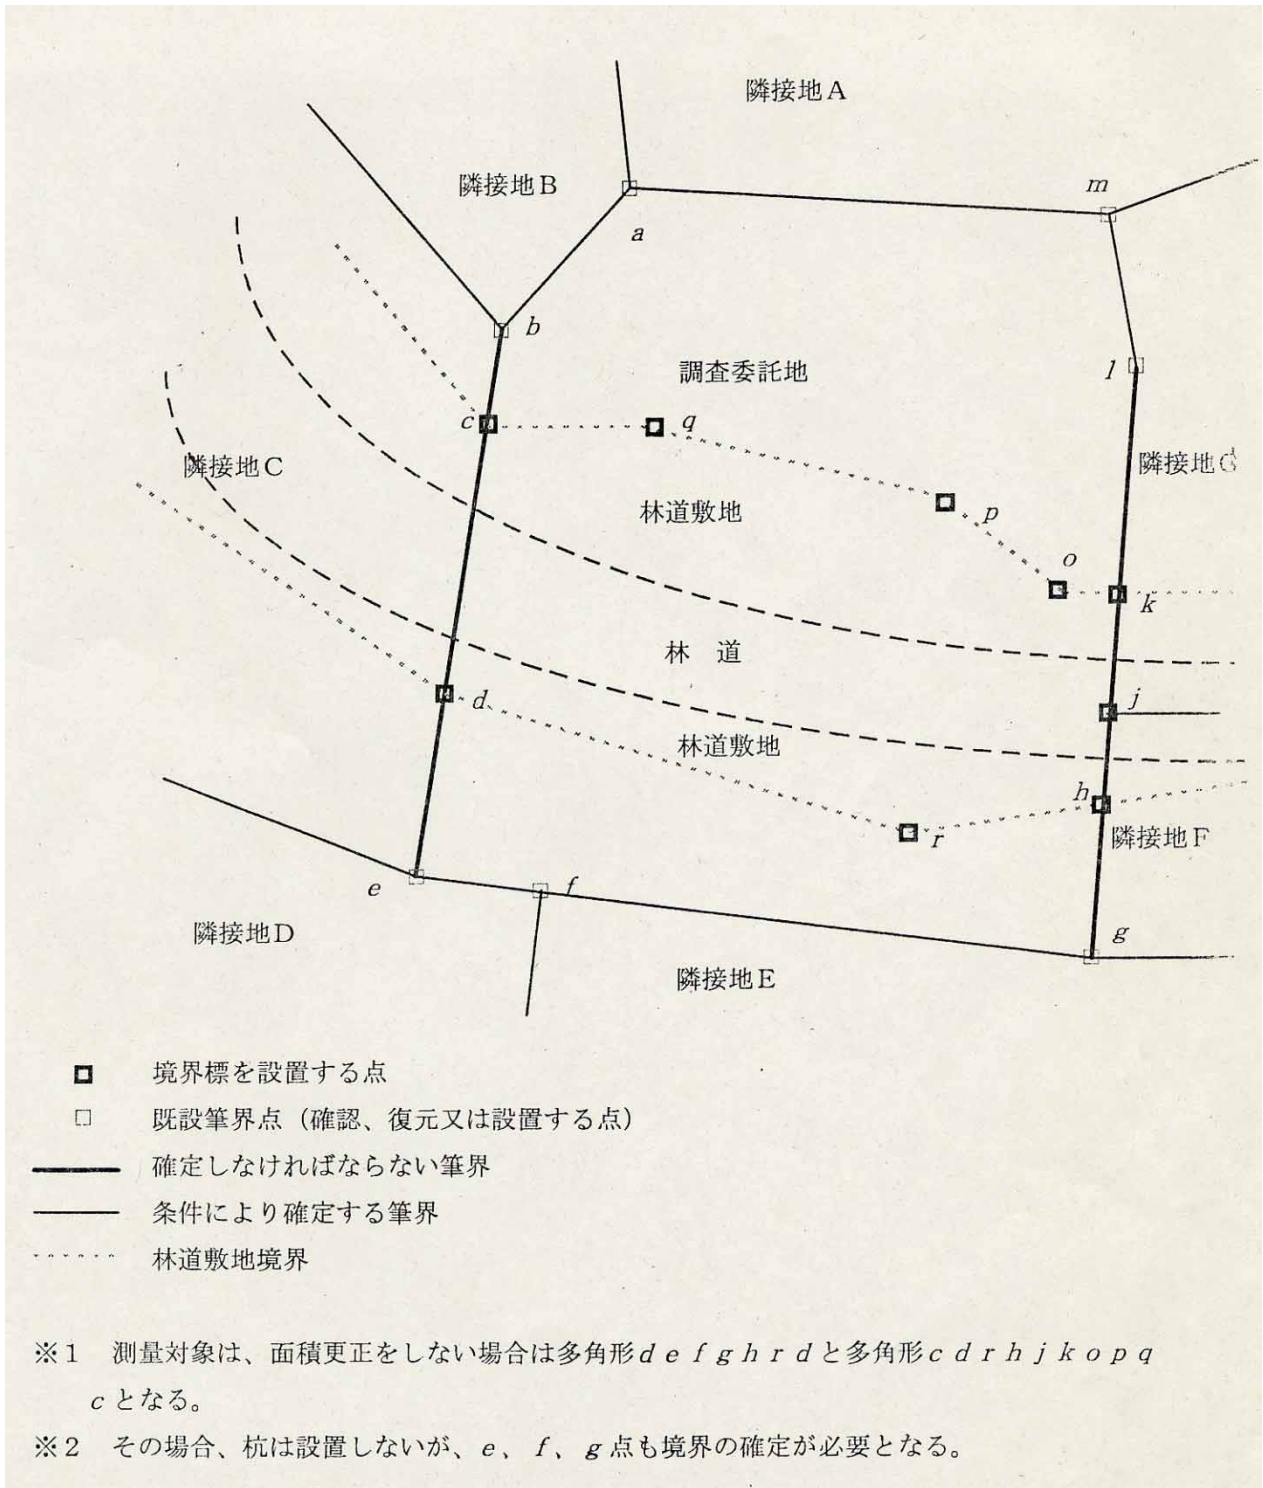 隣接地A
m
隣接地B
a
b
l
調査委託地
c
q
隣接地C
隣接地G
林道敷地
p
o
k
林 道
d
j
林道敷地
h
r
隣接地F
e
f
g
隣接地D
隣接地E
境界標を設置する点
既設筆界点(確認、復元又は設置する点)
確定しなければならない筆界
条件により確定する筆界
林道敷地境界
※1 測量対象は、面積更正をしない場合は多角形d e f g h r dと多角形c d r h j k o p q
cとなる。
※2 その場合、杭は設置しないが、e、f、g点も境界の確定が必要となる。